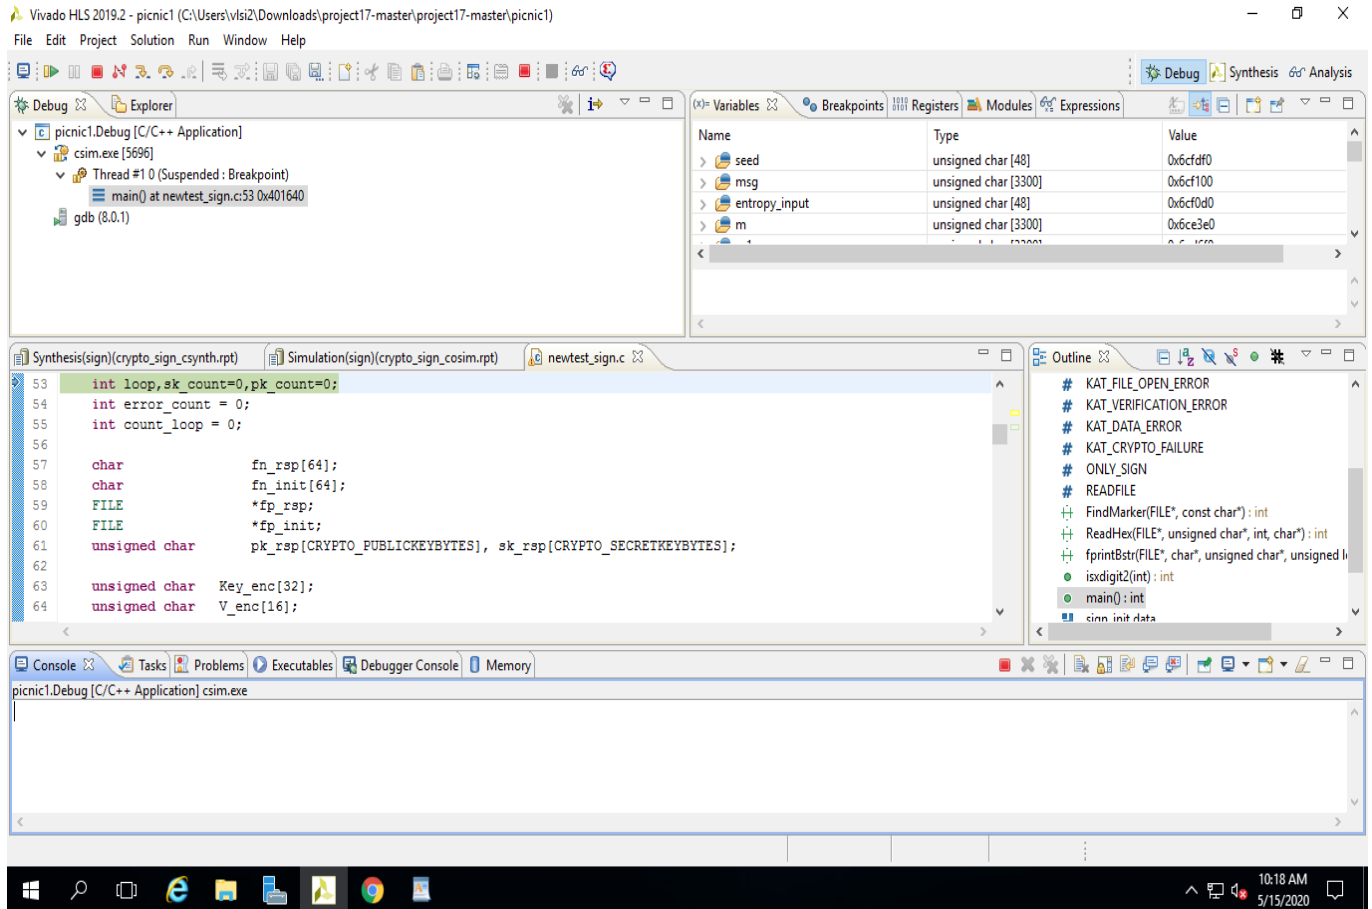 Vivado HLS 2019.2 - picnic1 (C:\Users\vlsi2\Downloads\project17-master\project17-master\picnic1)
File Edit Project Solution Run Window Help
Debug Synthesis Analysis
Debug Explorer
picnic1.Debug [C/C++ Application]
csim.exe [5696]
Thread #1 0 (Suspended : Breakpoint)
main() at newtest_sign.c:53 0x401640
gdb (8.0.1)
(x)= Variables Breakpoints Registers Modules Expressions
Name Type Value
seed unsigned char [48] 0x6cfdf0
msg unsigned char [3300] 0x6cf100
entropy_input unsigned char [48] 0x6cf0d0
m unsigned char [3300] 0x6ce3e0
Synthesis(sign)(crypto_sign_csynth.rpt) Simulation(sign)(crypto_sign_cosim.rpt) newtest_sign.c
53 int loop,sk_count=0,pk_count=0;
54 int error_count = 0;
55 int count_loop = 0;
56
57 char fn_rsp[64];
58 char fn_init[64];
59 FILE *fp_rsp;
60 FILE *fp_init;
61 unsigned char pk_rsp[CRYPTO_PUBLICKEYBYTES], sk_rsp[CRYPTO_SECRETKEYBYTES];
62
63 unsigned char Key_enc[32];
64 unsigned char V_enc[16];
Outline
# KAT_FILE_OPEN_ERROR
# KAT_VERIFICATION_ERROR
# KAT_DATA_ERROR
# KAT_CRYPTO_FAILURE
# ONLY_SIGN
# READFILE
FindMarker(FILE*, const char*) : int
ReadHex(FILE*, unsigned char*, int, char*) : int
fprintBstr(FILE*, char*, unsigned char*, unsigned
isxdigit2(int) : int
main() : int
sign_init_data
Console Tasks Problems Executables Debugger Console Memory
picnic1.Debug [C/C++ Application] csim.exe
10:18 AM
5/15/2020